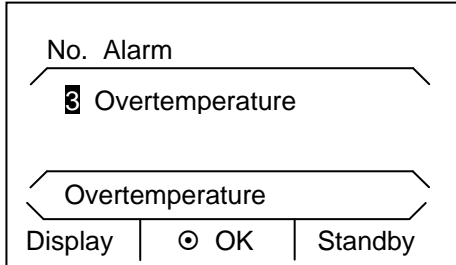 No. Alarm
3 Overtemperature
Overtemperature
Display ⊙ OK Standby